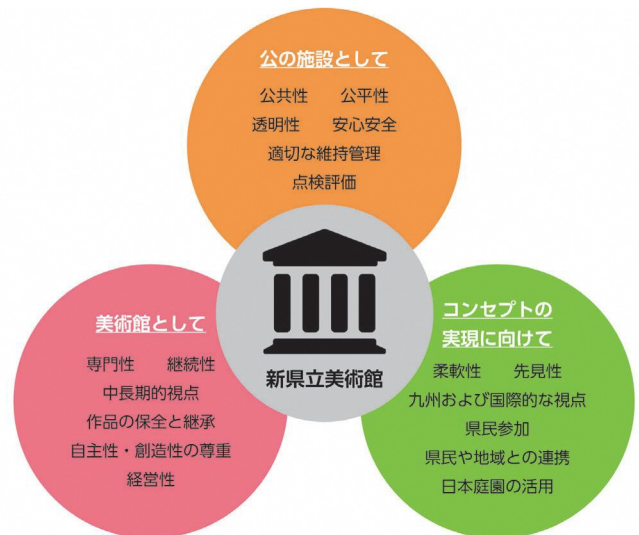 公の施設として
公共性　公平性
透明性　安心安全
適切な維持管理
点検評価
新県立美術館
美術館として
専門性　継続性
中長期的視点
作品の保全と継承
自主性・創造性の尊重
経営性
コンセプトの
実現に向けて
柔軟性　先見性
九州および国際的な視点
県民参加
県民や地域との連携
日本庭園の活用